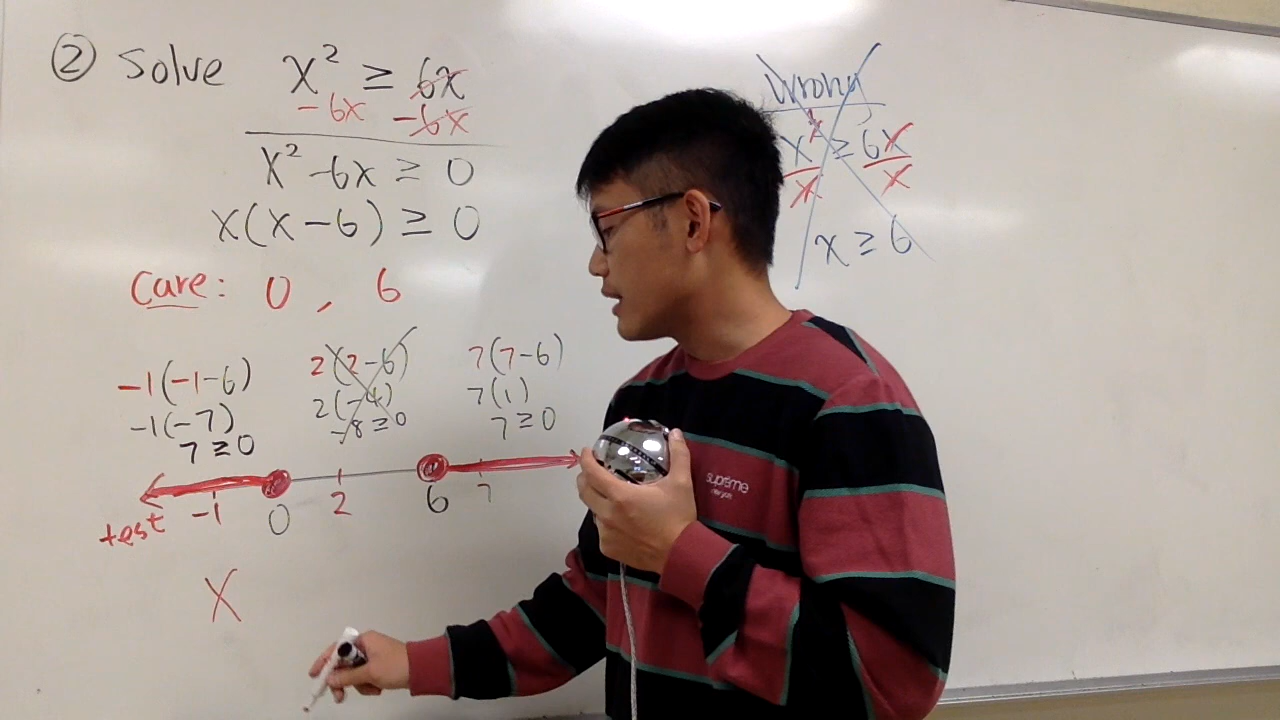 ② Solve x² ≥ 6x
-6x -6x
x² -6x ≥ 0
x(x-6) ≥ 0
Care: 0 , 6
-1(-1-6) 2(2-6) 7(7-6)
-1(-7) 2(-4) 7(1)
7 ≥ 0 -8 ≥ 0 7 ≥ 0
test -1 0 2 6 7
X
Wrong
x² ≥ 6x
x x
x ≥ 6
supreme
new york